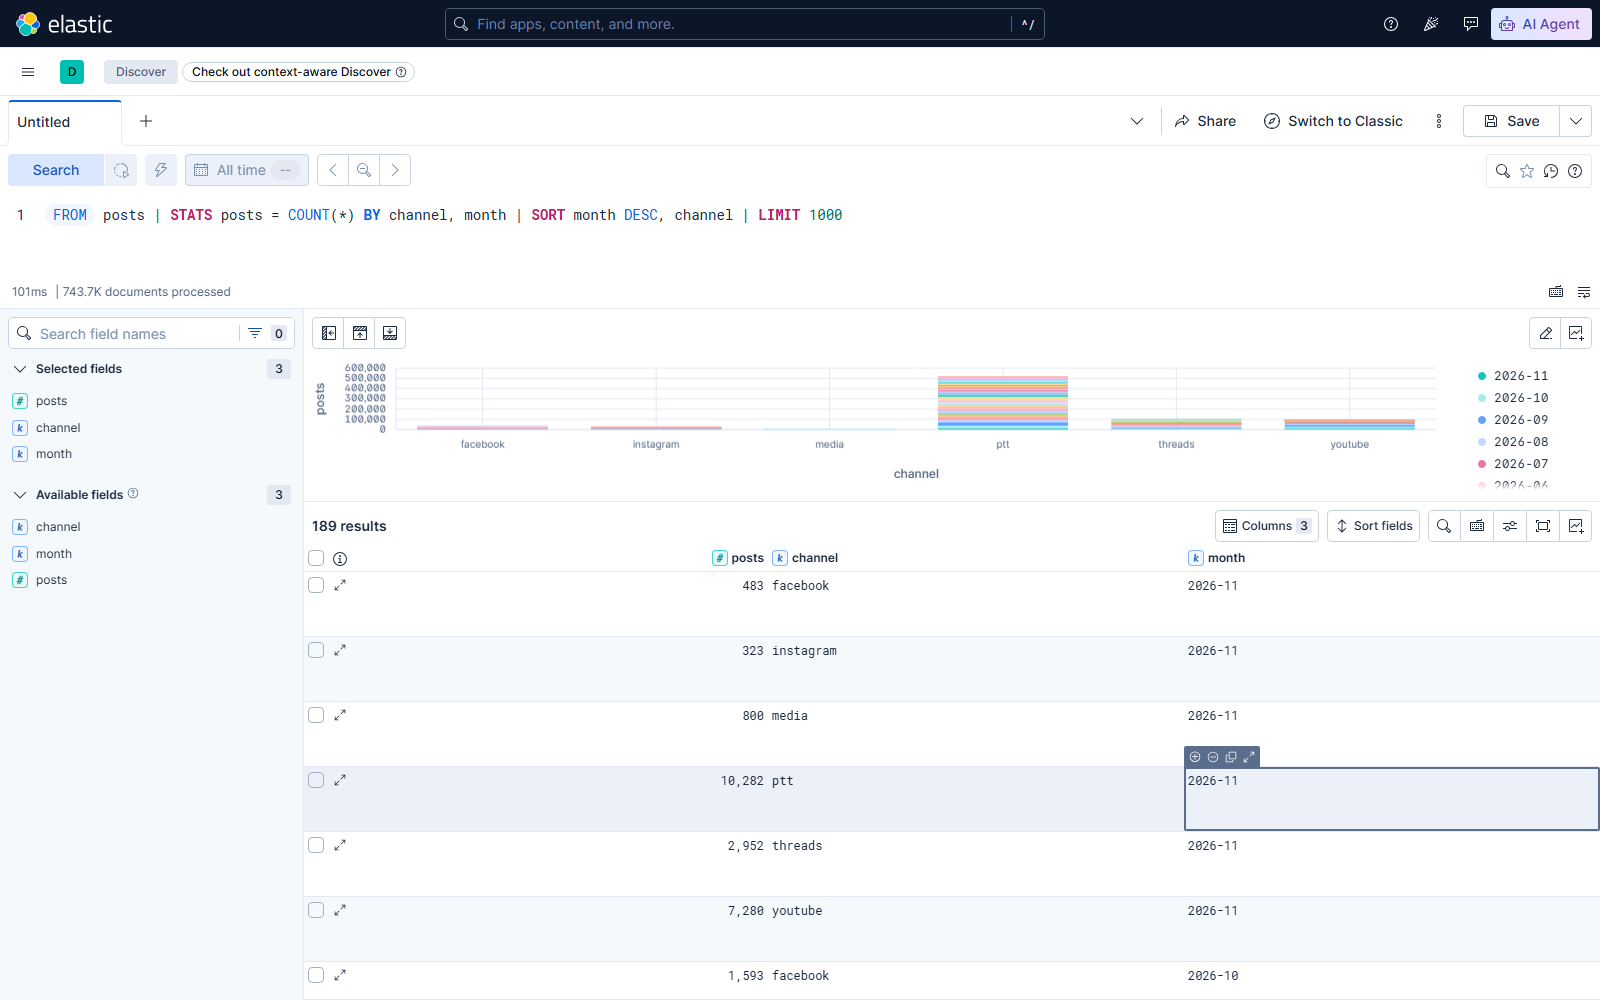 elastic
Find apps, content, and more.
^/
AI Agent
D
Discover
Check out context-aware Discover
Untitled
Share
Switch to Classic
Save
Search
All time
--
1 FROM posts | STATS posts = COUNT(*) BY channel, month | SORT month DESC, channel | LIMIT 1000
101ms | 743.7K documents processed
Search field names
0
Selected fields
3
posts
channel
month
Available fields
3
channel
month
posts
posts
600,000
500,000
400,000
300,000
200,000
100,000
0
facebook
instagram
media
ptt
threads
youtube
channel
2026-11
2026-10
2026-09
2026-08
2026-07
2026-06
189 results
Columns 3
Sort fields
posts channel month
483 facebook 2026-11
323 instagram 2026-11
800 media 2026-11
10,282 ptt 2026-11
2,952 threads 2026-11
7,280 youtube 2026-11
1,593 facebook 2026-10